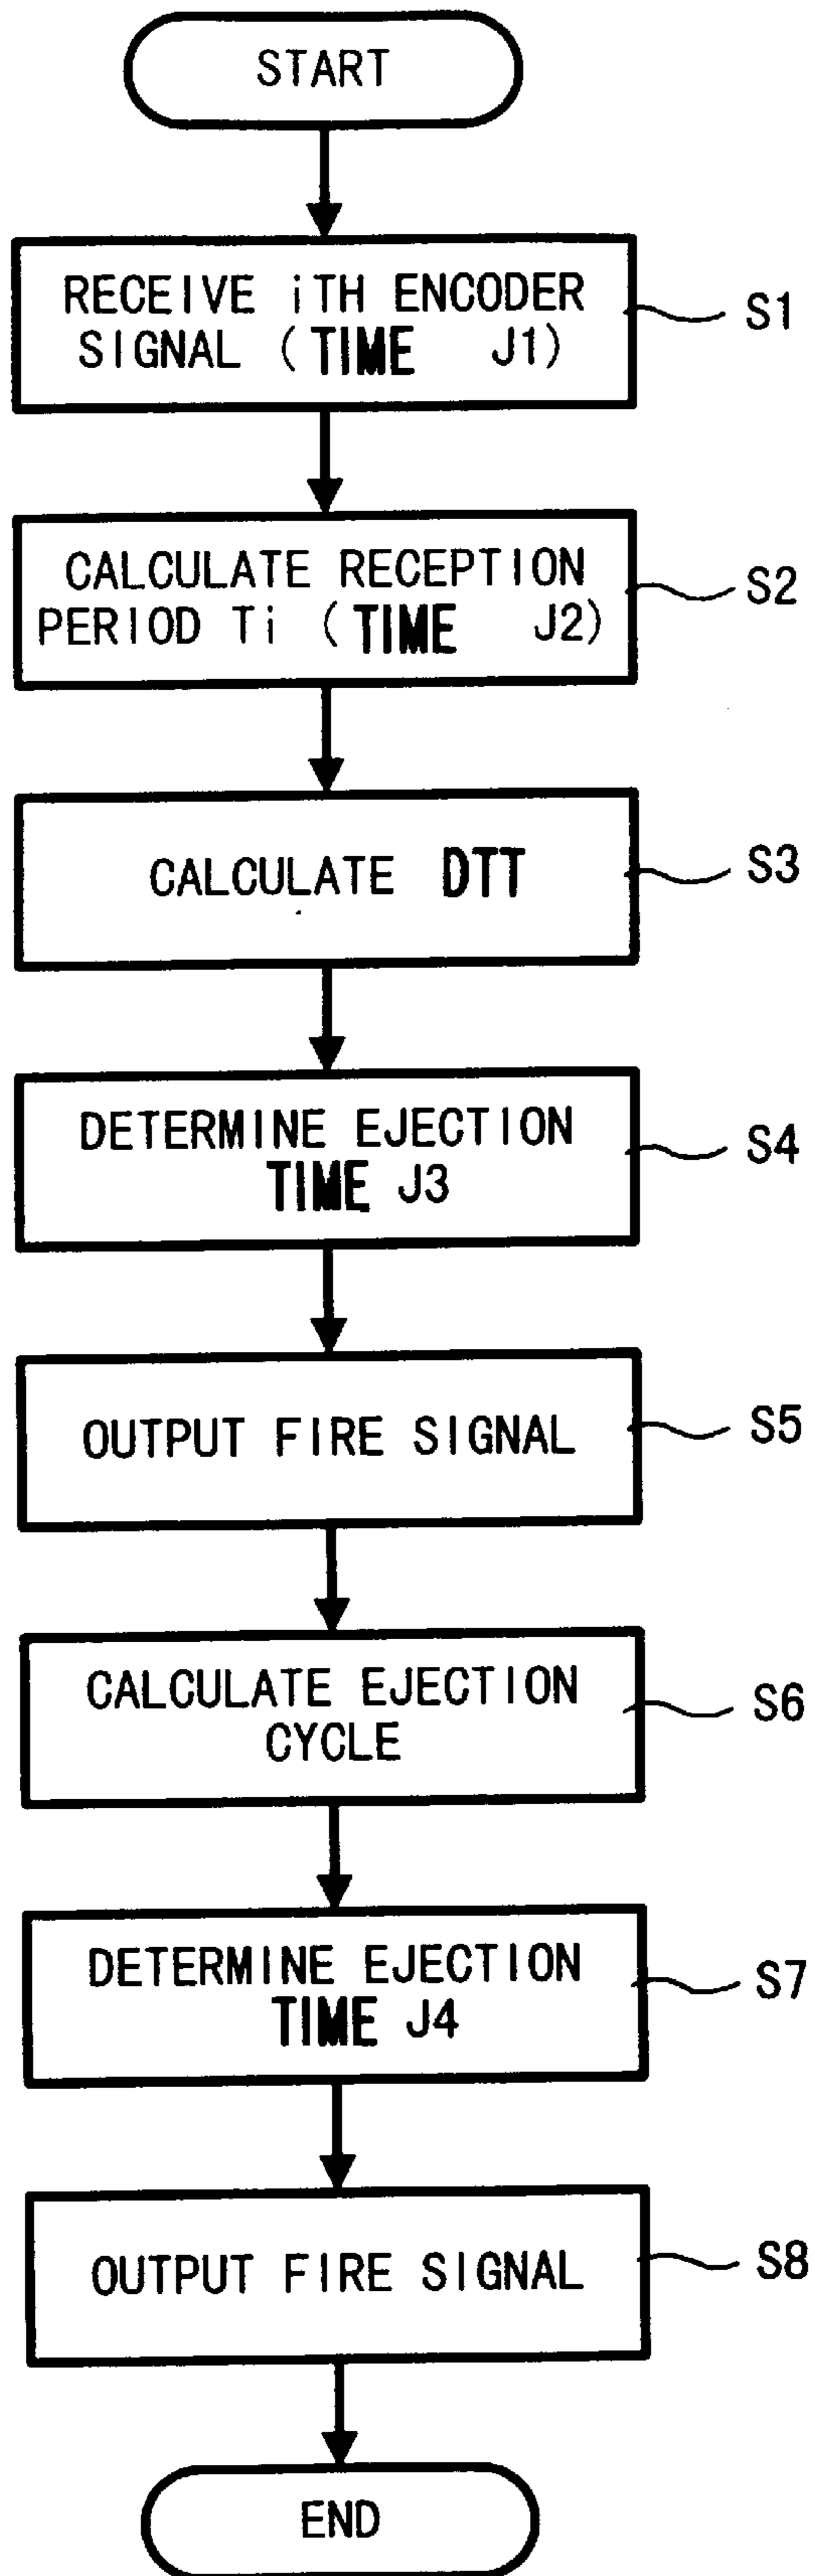 START
RECEIVE iTH ENCODER
SIGNAL (TIME J1)
S1
CALCULATE RECEPTION
PERIOD Ti (TIME J2)
S2
CALCULATE DTT
S3
DETERMINE EJECTION
TIME J3
S4
OUTPUT FIRE SIGNAL
S5
CALCULATE EJECTION
CYCLE
S6
DETERMINE EJECTION
TIME J4
S7
OUTPUT FIRE SIGNAL
S8
END